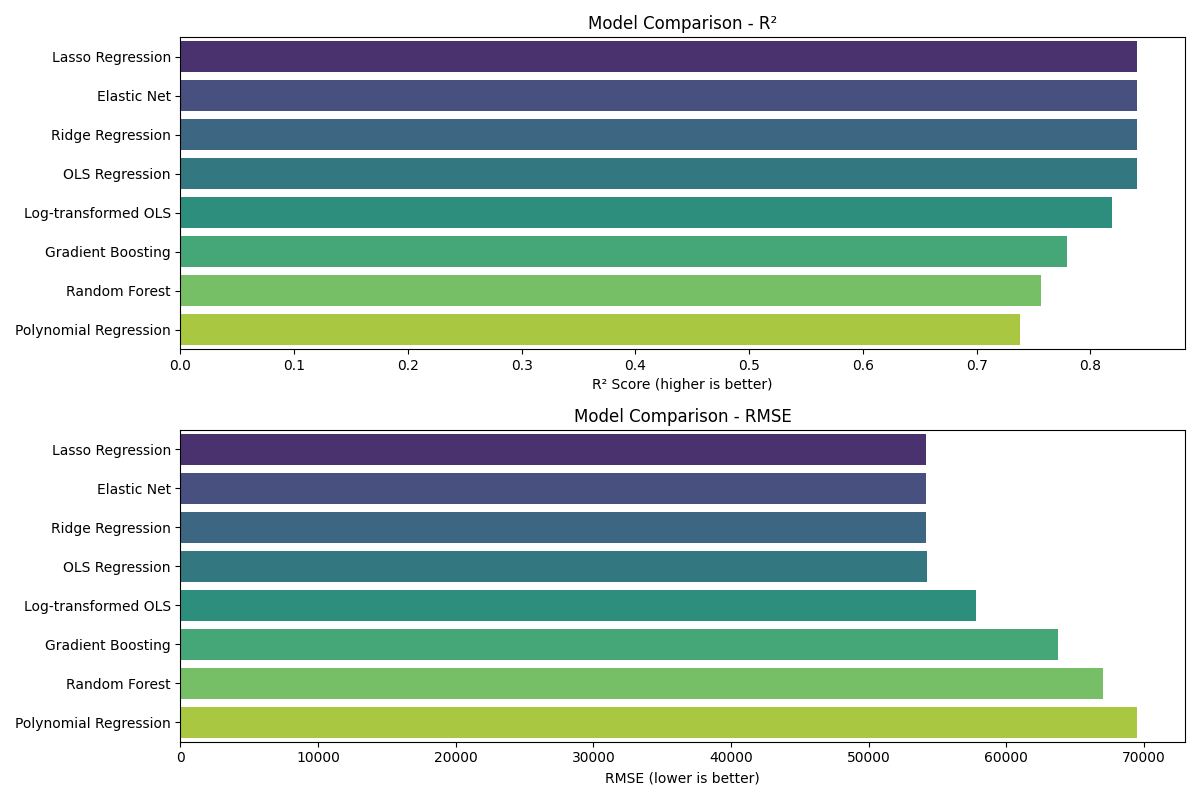 Model Comparison - R²
Lasso Regression
Elastic Net
Ridge Regression
OLS Regression
Log-transformed OLS
Gradient Boosting
Random Forest
Polynomial Regression
0.0 0.1 0.2 0.3 0.4 0.5 0.6 0.7 0.8
R² Score (higher is better)
Model Comparison - RMSE
Lasso Regression
Elastic Net
Ridge Regression
OLS Regression
Log-transformed OLS
Gradient Boosting
Random Forest
Polynomial Regression
0 10000 20000 30000 40000 50000 60000 70000
RMSE (lower is better)